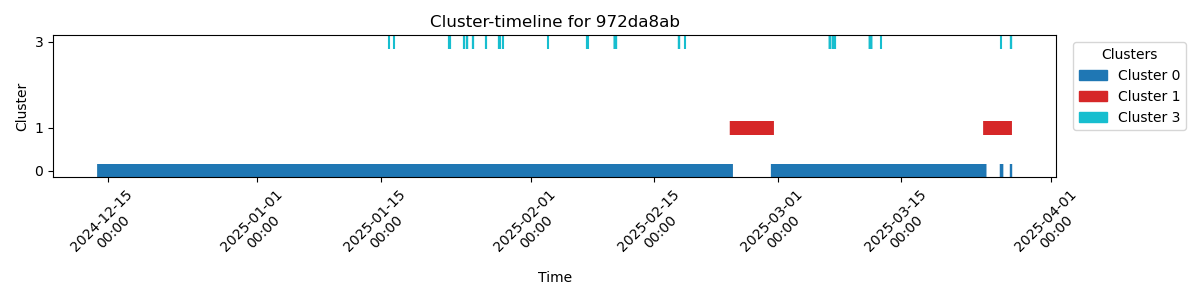 Cluster-timeline for 972da8ab
Cluster
3
1
0
2024-12-15
00:00
2025-01-01
00:00
2025-01-15
00:00
2025-02-01
00:00
2025-02-15
00:00
2025-03-01
00:00
2025-03-15
00:00
2025-04-01
00:00
Time
Clusters
Cluster 0
Cluster 1
Cluster 3